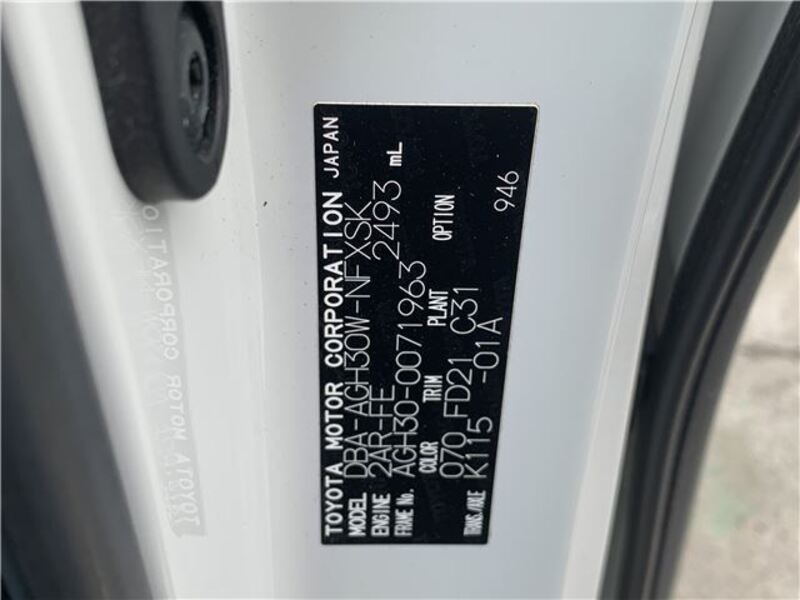 TOYOTA MOTOR CORPORATION JAPAN
MODEL DBA-AGH30W-NFXSK
ENGINE 2AR-FE 2493 mL
FRAME No. AGH30-0071963
COLOR TRIM PLANT OPTION
070 FD21 C31
TRANS/AXLE K115 -01A 946